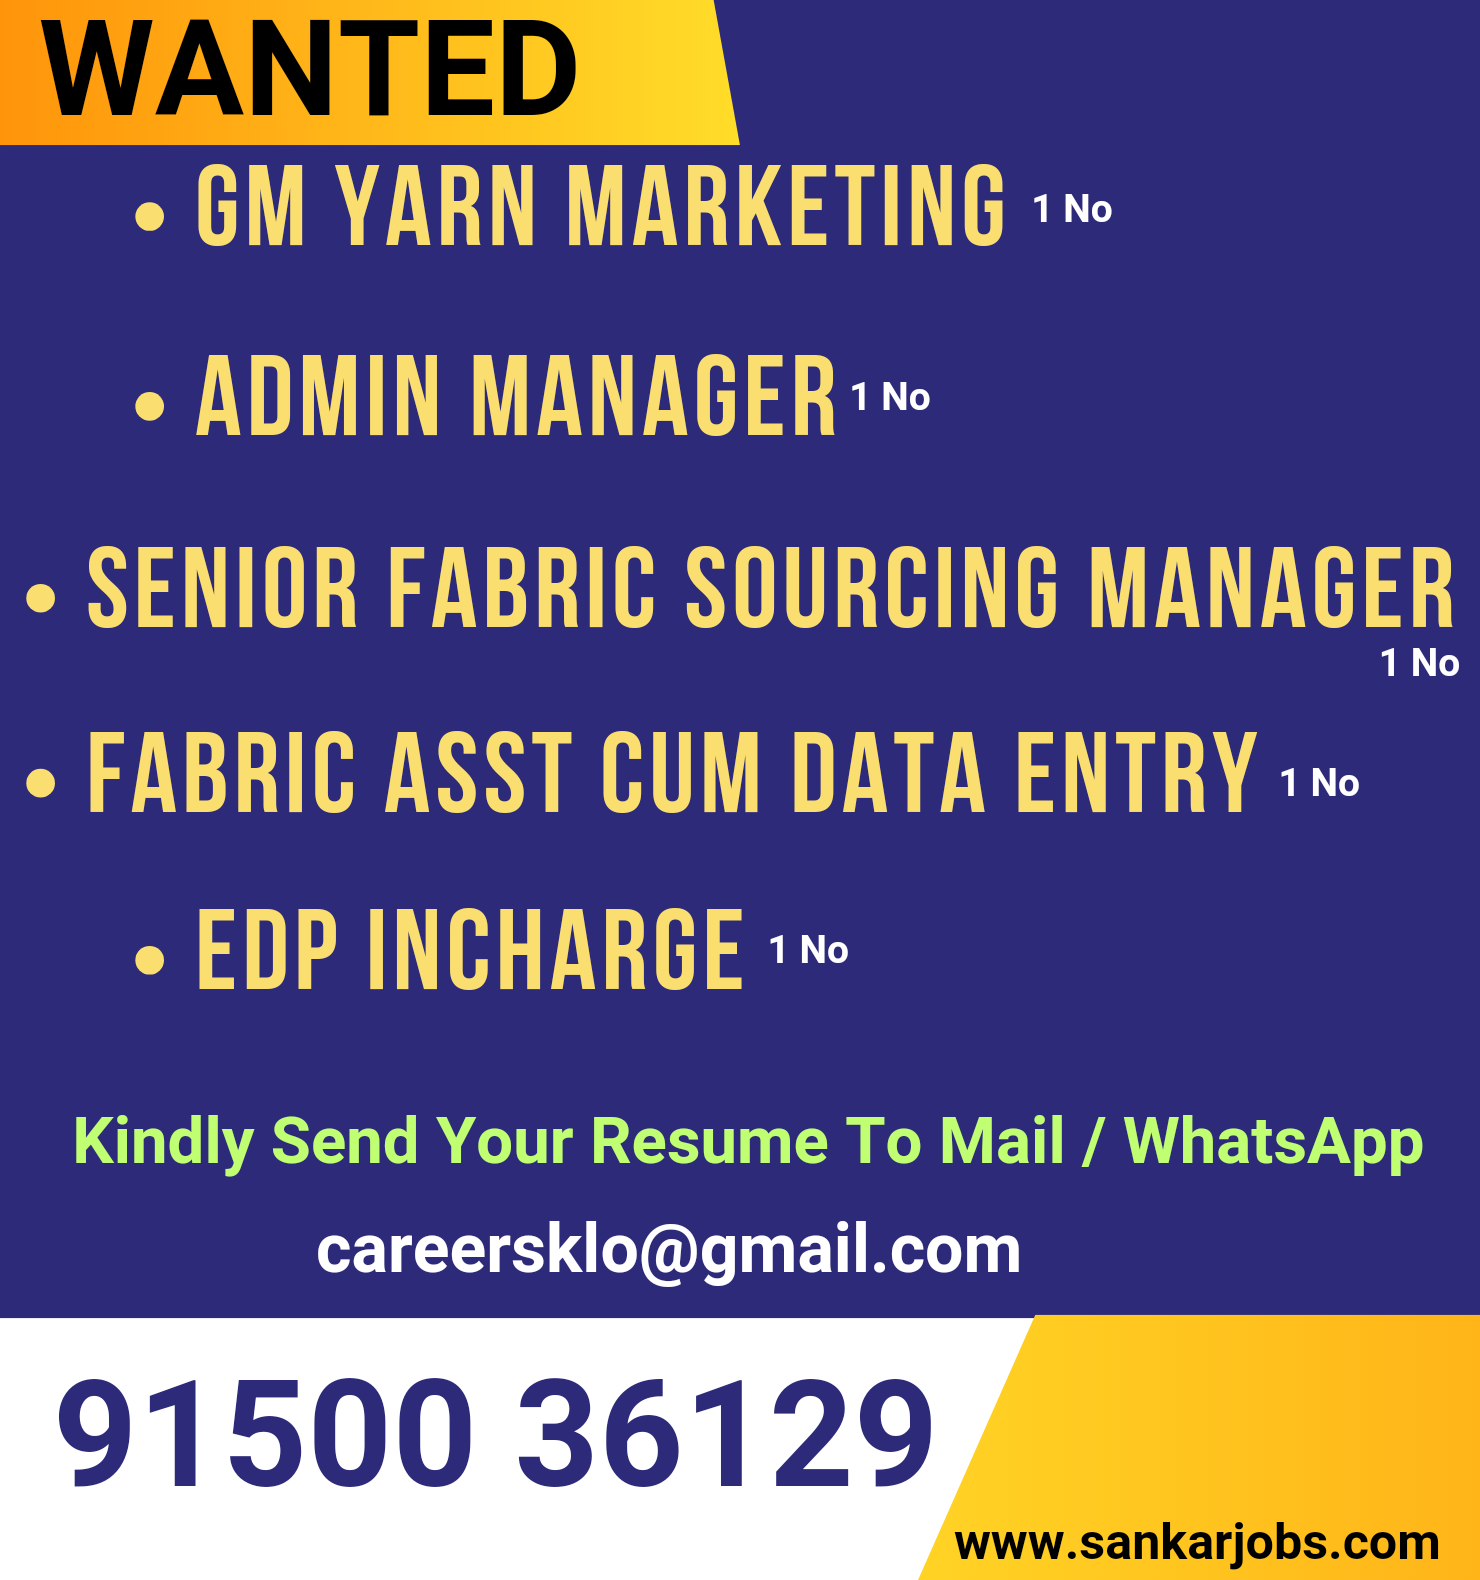 WANTED
• GM YARN MARKETING 1 No
• ADMIN MANAGER 1 No
• SENIOR FABRIC SOURCING MANAGER
1 No
• FABRIC ASST CUM DATA ENTRY 1 No
• EDP INCHARGE 1 No
Kindly Send Your Resume To Mail / WhatsApp
careersklo@gmail.com
91500 36129
www.sankarjobs.com